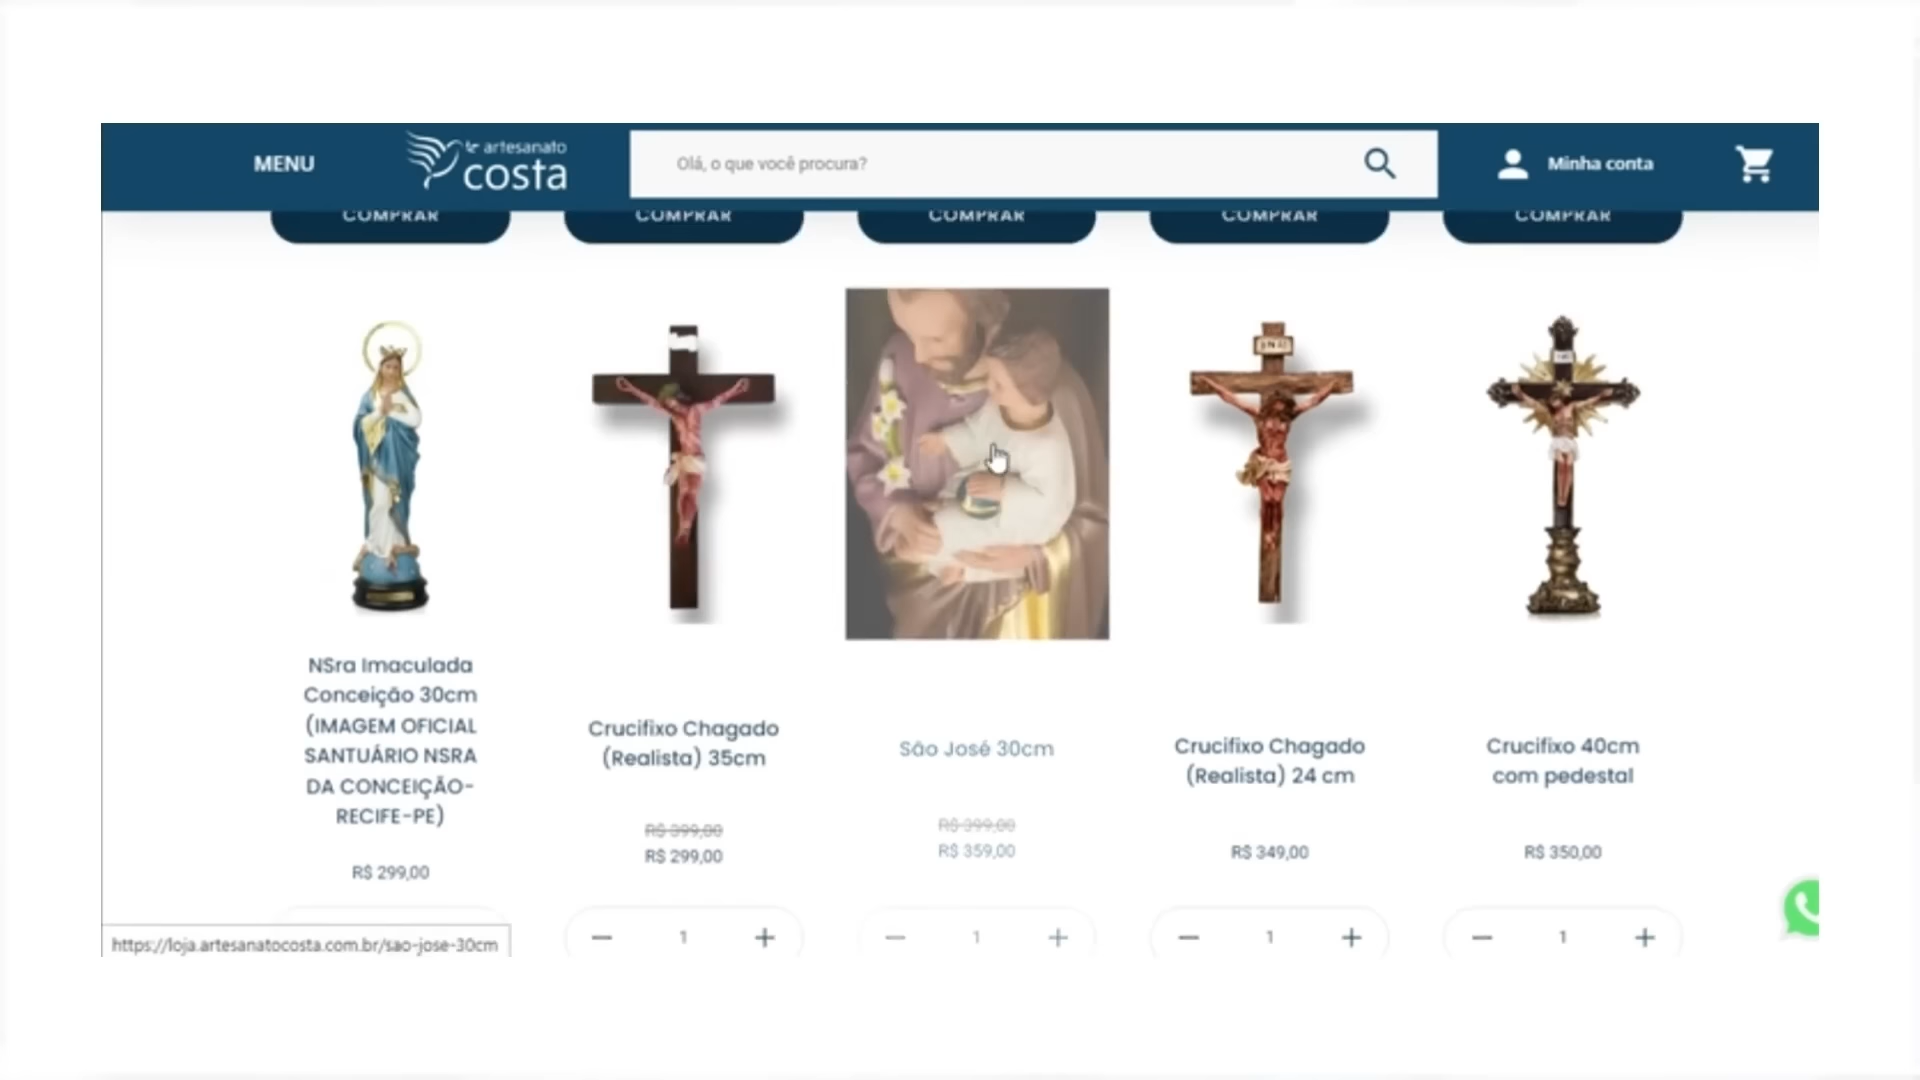 MENU
artesanato
costa
Olá, o que você procura?
Minha conta
COMPRAR
COMPRAR
COMPRAR
COMPRAR
COMPRAR
NSra Imaculada
Conceição 30cm
(IMAGEM OFICIAL
SANTUÁRIO NSRA
DA CONCEIÇÃO-
RECIFE-PE)
R$ 299,00
Crucifixo Chagado
(Realista) 35cm
R$ 399,00
R$ 299,00
- 1 +
São José 30cm
R$ 399,00
R$ 359,00
- 1 +
INRI
Crucifixo Chagado
(Realista) 24 cm
R$ 349,00
- 1 +
Crucifixo 40cm
com pedestal
R$ 350,00
- 1 +
https://loja.artesanatocosta.com.br/sao-jose-30cm